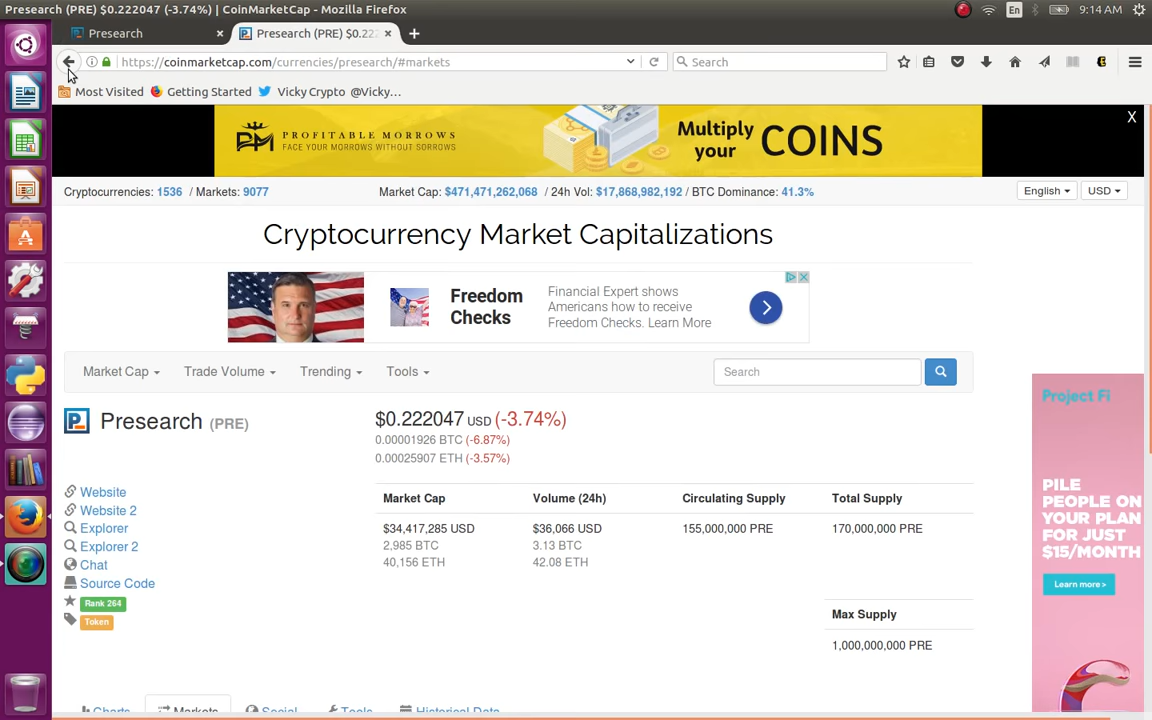 Presearch (PRE) $0.222047 (-3.74%) | CoinMarketCap - Mozilla Firefox
En
9:14 AM
Presearch
Presearch (PRE) $0.222
https://coinmarketcap.com/currencies/presearch/#markets
Search
Most Visited
Getting Started
Vicky Crypto @Vicky...
PROFITABLE MORROWS
FACE YOUR MORROWS WITHOUT SORROWS
Multiply your COINS
X
Cryptocurrencies: 1536 / Markets: 9077
Market Cap: $471,471,262,068 / 24h Vol: $17,868,982,192 / BTC Dominance: 41.3%
English
USD
Cryptocurrency Market Capitalizations
Freedom Checks
Financial Expert shows
Americans how to receive
Freedom Checks. Learn More
Market Cap
Trade Volume
Trending
Tools
Search
Presearch (PRE)
$0.222047 USD (-3.74%)
0.00001926 BTC (-6.87%)
0.00025907 ETH (-3.57%)
Website
Website 2
Explorer
Explorer 2
Chat
Source Code
Rank 264
Token
Market Cap
Volume (24h)
Circulating Supply
Total Supply
$34,417,285 USD
$36,066 USD
155,000,000 PRE
170,000,000 PRE
2,985 BTC
3.13 BTC
40,156 ETH
42.08 ETH
Max Supply
1,000,000,000 PRE
Project Fi
PILE
PEOPLE ON
YOUR PLAN
FOR JUST
$15/MONTH
Learn more >
Charts
Markets
Social
Tools
Historical Data